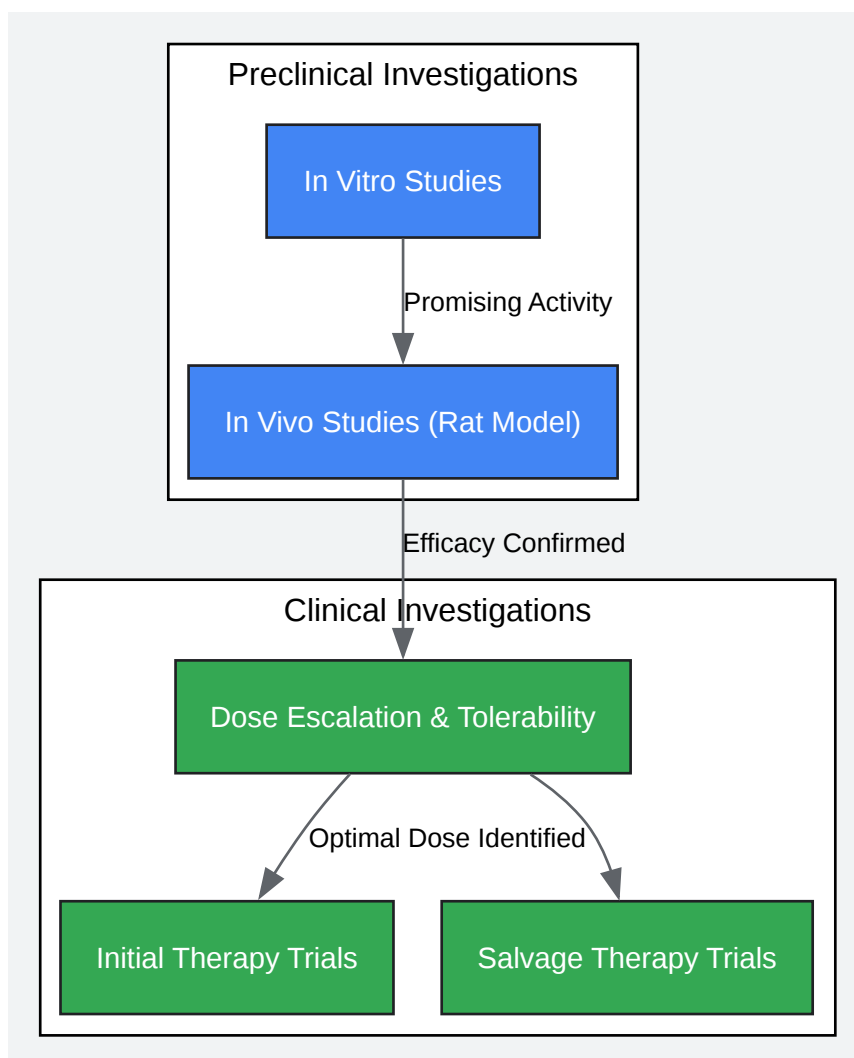 Preclinical Investigations
In Vitro Studies
Promising Activity
In Vivo Studies (Rat Model)
Efficacy Confirmed
Clinical Investigations
Dose Escalation & Tolerability
Optimal Dose Identified
Initial Therapy Trials
Salvage Therapy Trials